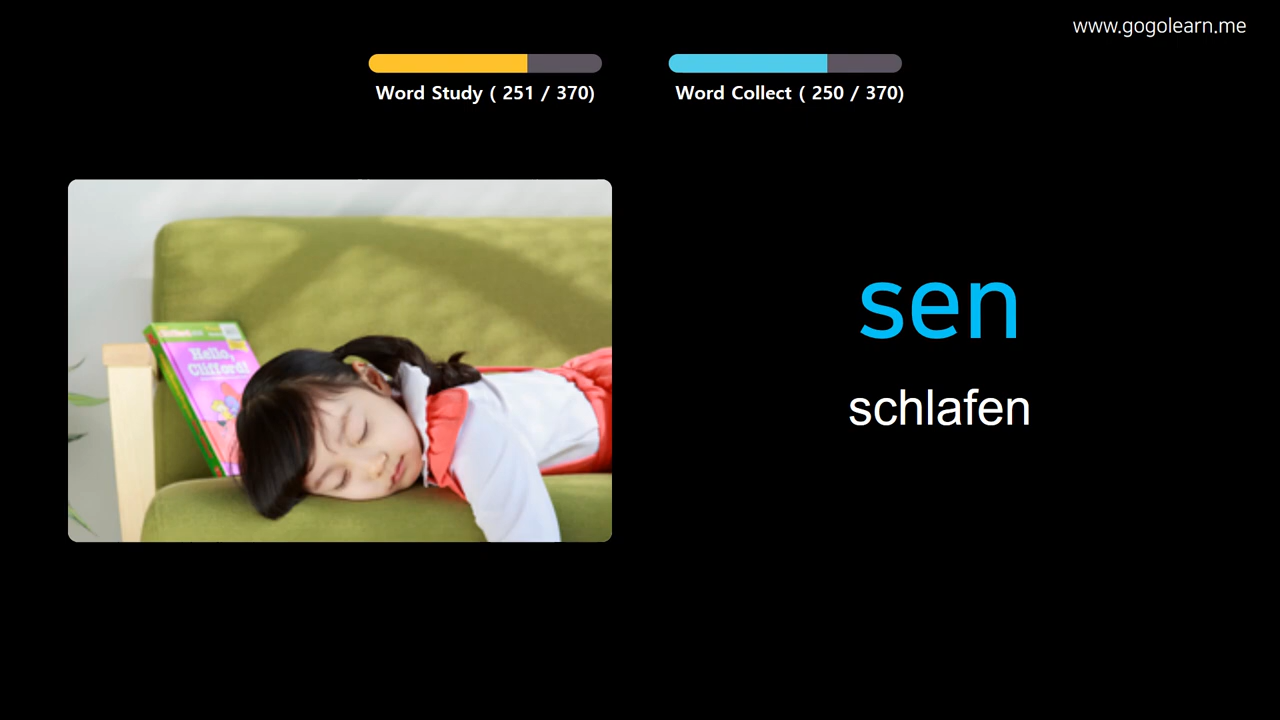 www.gogolearn.me
Word Study ( 251 / 370)
Word Collect ( 250 / 370)
Hello,
Clifford!
sen
schlafen